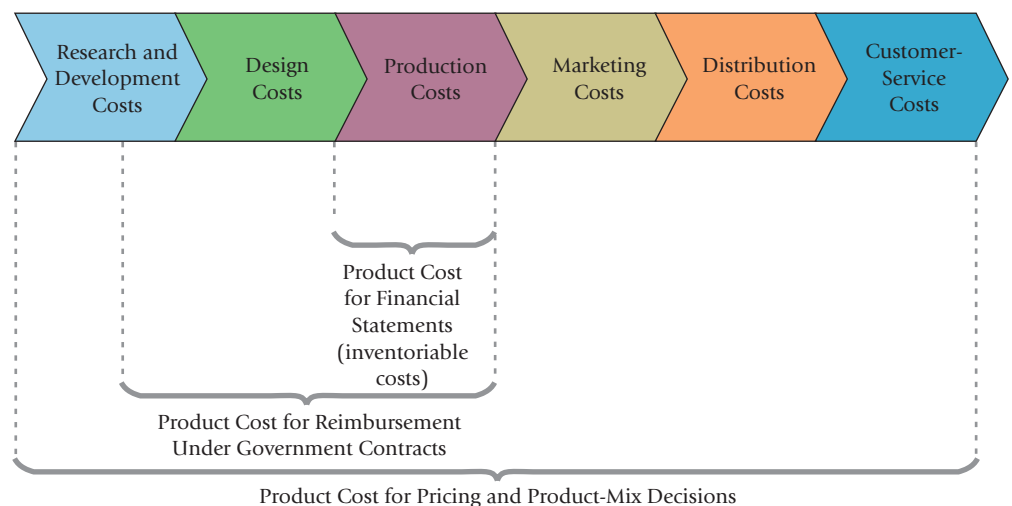 Research and
Development
Costs
Design
Costs
Production
Costs
Marketing
Costs
Distribution
Costs
Customer-
Service
Costs
Product Cost
for Financial
Statements
(inventoriable
costs)
Product Cost for Reimbursement
Under Government Contracts
Product Cost for Pricing and Product-Mix Decisions